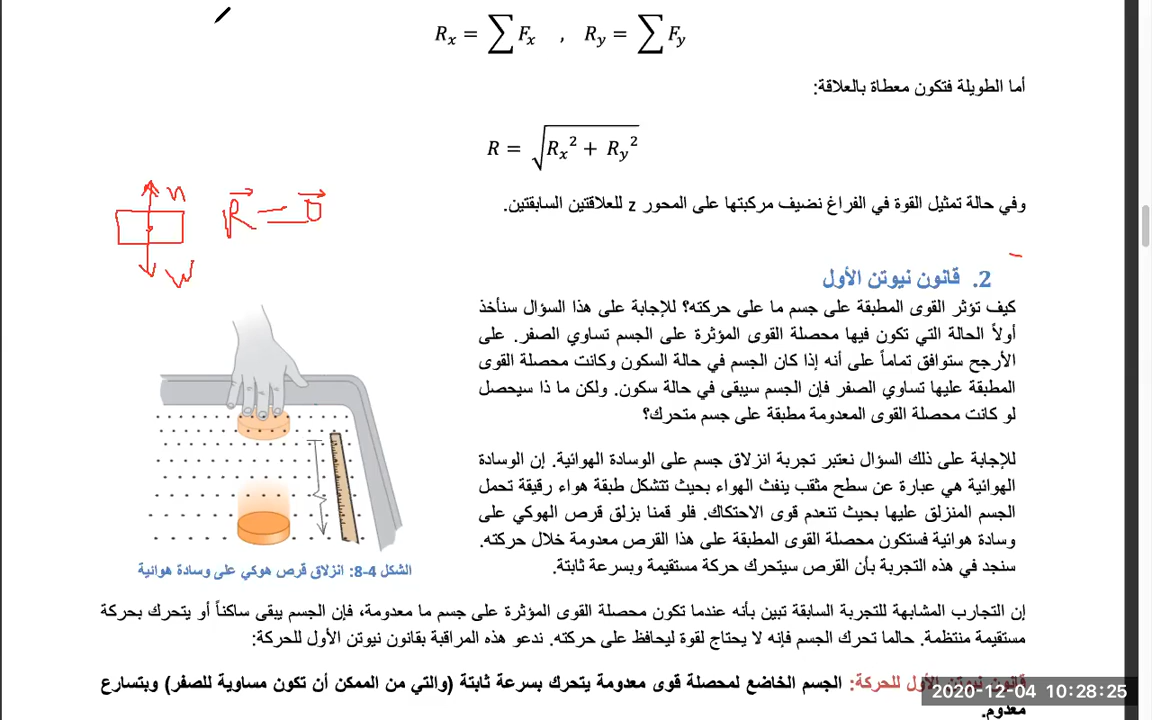 R_x = ∑ F_x , R_y = ∑ F_y
أما الطويلة فتكون معطاة بالعلاقة:
R = √(R_x² + R_y²)
وفي حالة تمثيل القوة في الفراغ نضيف مركبتها على المحور z للعلاقتين السابقتين.
n
R⃗ = 0⃗
W
2. قانون نيوتن الأول
كيف تؤثر القوى المطبقة على جسم ما على حركته؟ للإجابة على هذا السؤال سنأخذ
أولاً الحالة التي تكون فيها محصلة القوى المؤثرة على الجسم تساوي الصفر. على
الأرجح ستوافق تماماً على أنه إذا كان الجسم في حالة السكون وكانت محصلة القوى
المطبقة عليها تساوي الصفر فإن الجسم سيبقى في حالة سكون. ولكن ما ذا سيحصل
لو كانت محصلة القوى المعدومة مطبقة على جسم متحرك؟
للإجابة على ذلك السؤال نعتبر تجربة انزلاق جسم على الوسادة الهوائية. إن الوسادة
الهوائية هي عبارة عن سطح مثقب ينفث الهواء بحيث تتشكل طبقة هواء رقيقة تحمل
الجسم المنزلق عليها بحيث تنعدم قوى الاحتكاك. فلو قمنا بزلق قرص الهوكي على
وسادة هوائية فستكون محصلة القوى المطبقة على هذا القرص معدومة خلال حركته.
سنجد في هذه التجربة بأن القرص سيتحرك حركة مستقيمة وبسرعة ثابتة.
الشكل 4-8: انزلاق قرص هوكي على وسادة هوائية
إن التجارب المشابهة للتجربة السابقة تبين بأنه عندما تكون محصلة القوى المؤثرة على جسم ما معدومة، فإن الجسم يبقى ساكناً أو يتحرك بحركة
مستقيمة منتظمة. حالما تحرك الجسم فإنه لا يحتاج لقوة ليحافظ على حركته. ندعو هذه المراقبة بقانون نيوتن الأول للحركة:
قانون نيوتن الأول للحركة: الجسم الخاضع لمحصلة قوى معدومة يتحرك بسرعة ثابتة (والتي من الممكن أن تكون مساوية للصفر) وبتسارع
معدوم.
2020-12-04 10:28:25